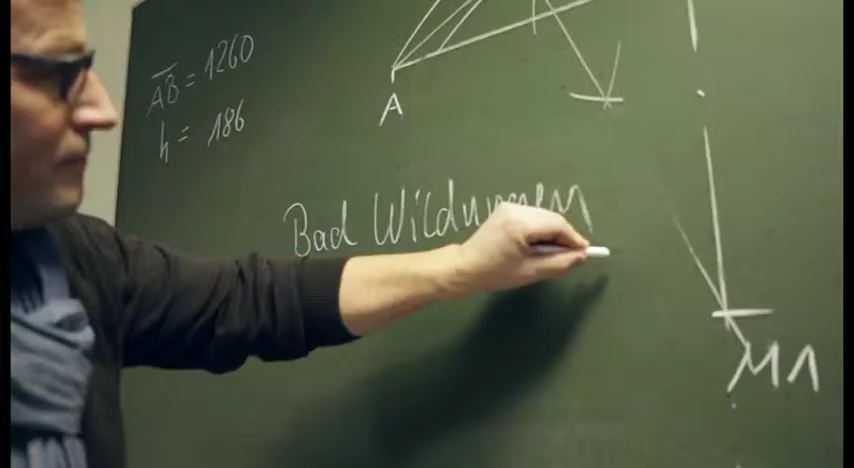 AB = 1260
h = 186
A
Bad Wildungen
M1